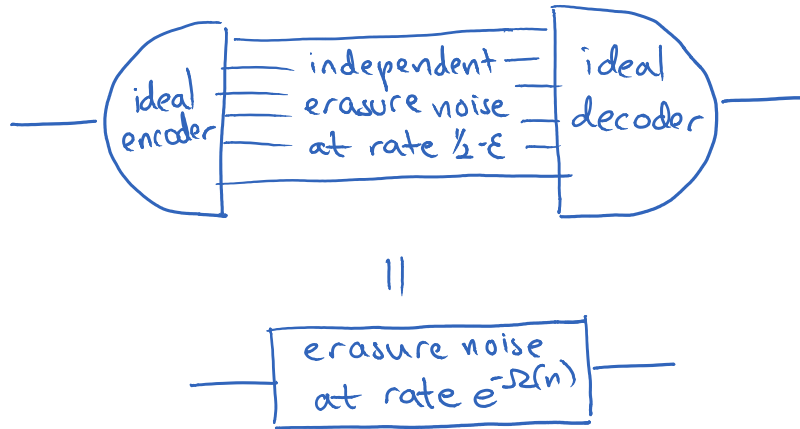 ideal
encoder
independent
erasure noise
at rate ½-ε
ideal
decoder
||
erasure noise
at rate e^{-Ω(n)}